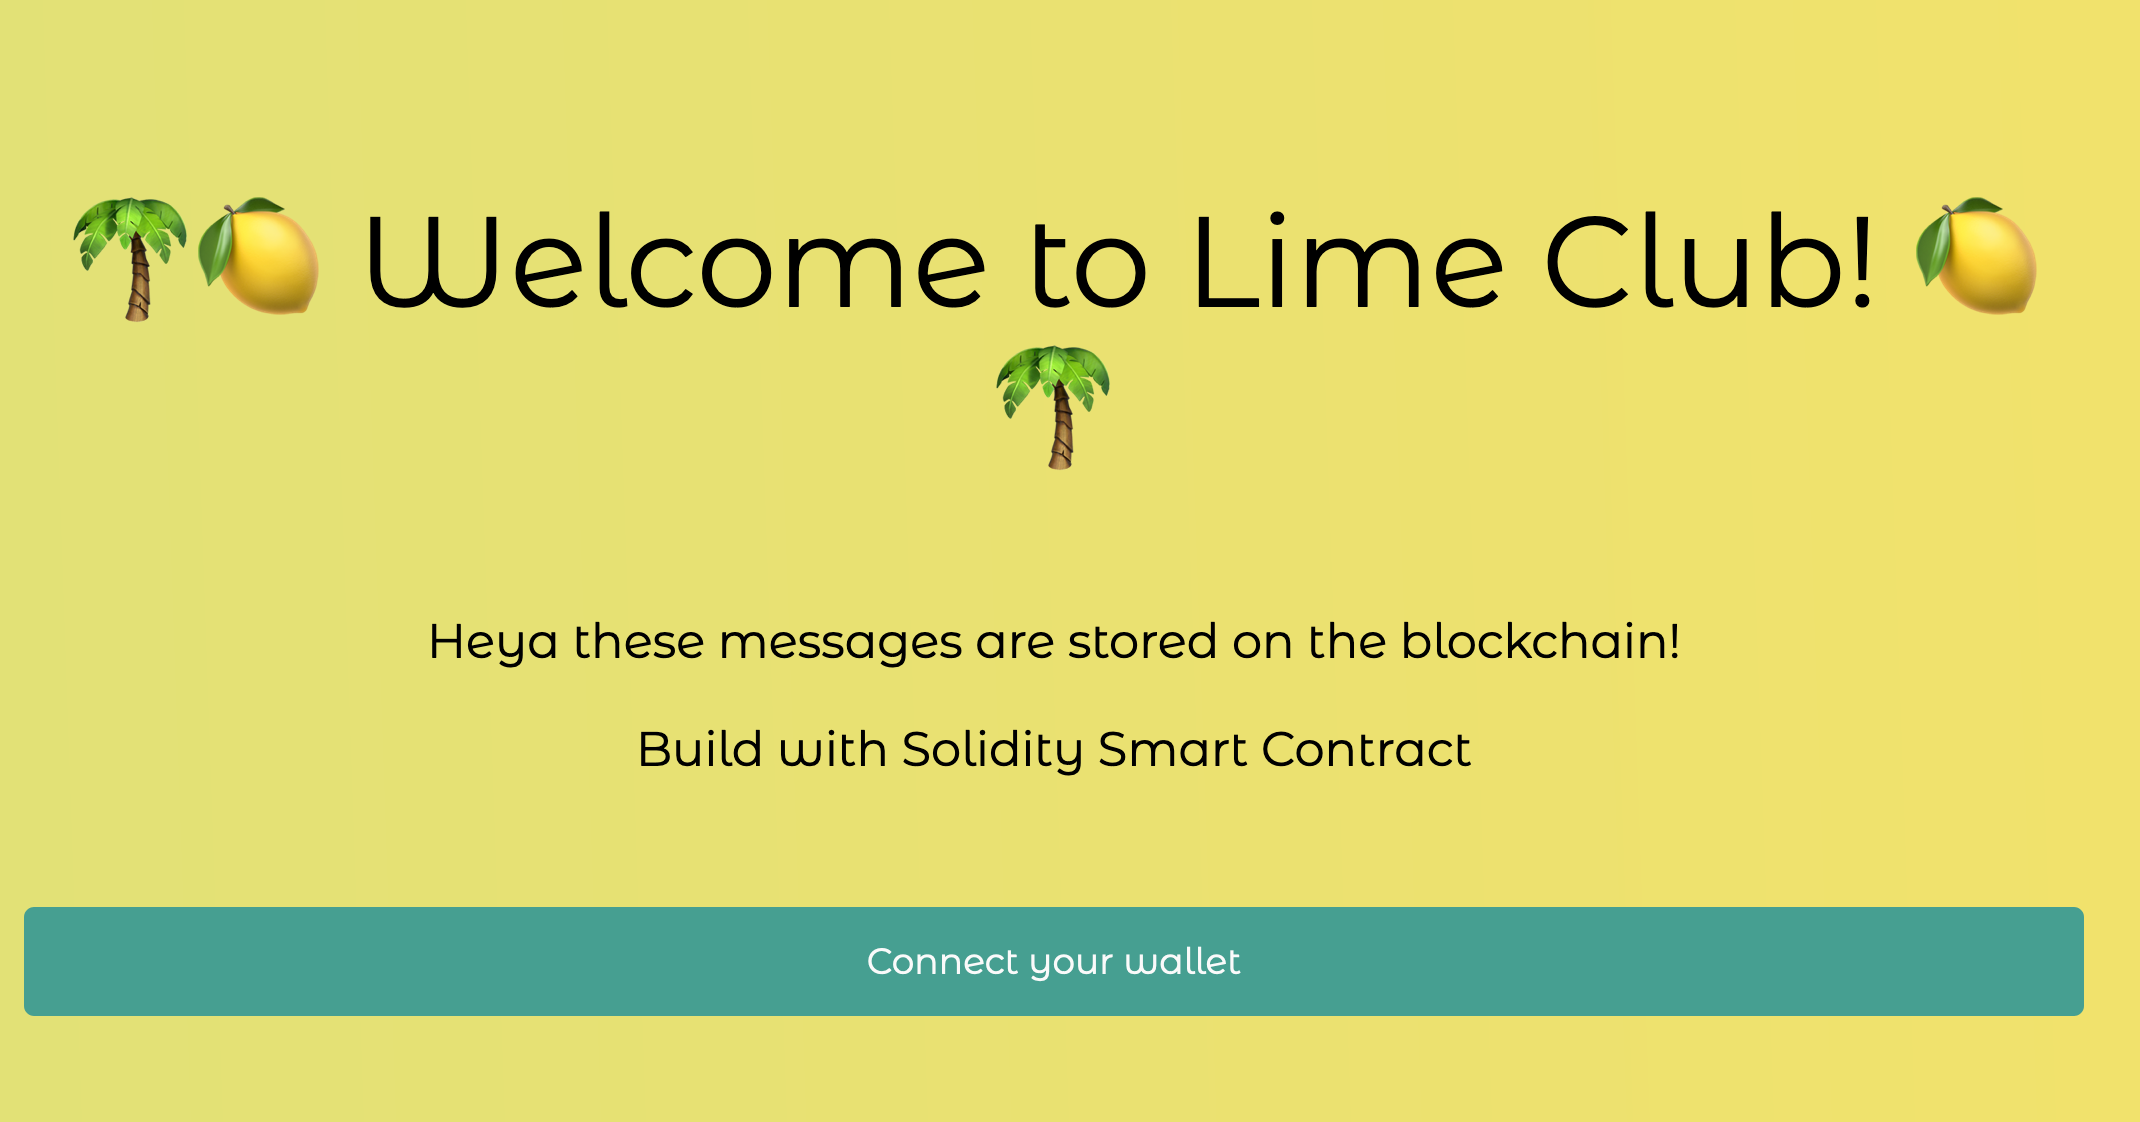 🌴🍋 Welcome to Lime Club! 🍋
🌴
Heya these messages are stored on the blockchain!
Build with Solidity Smart Contract
Connect your wallet